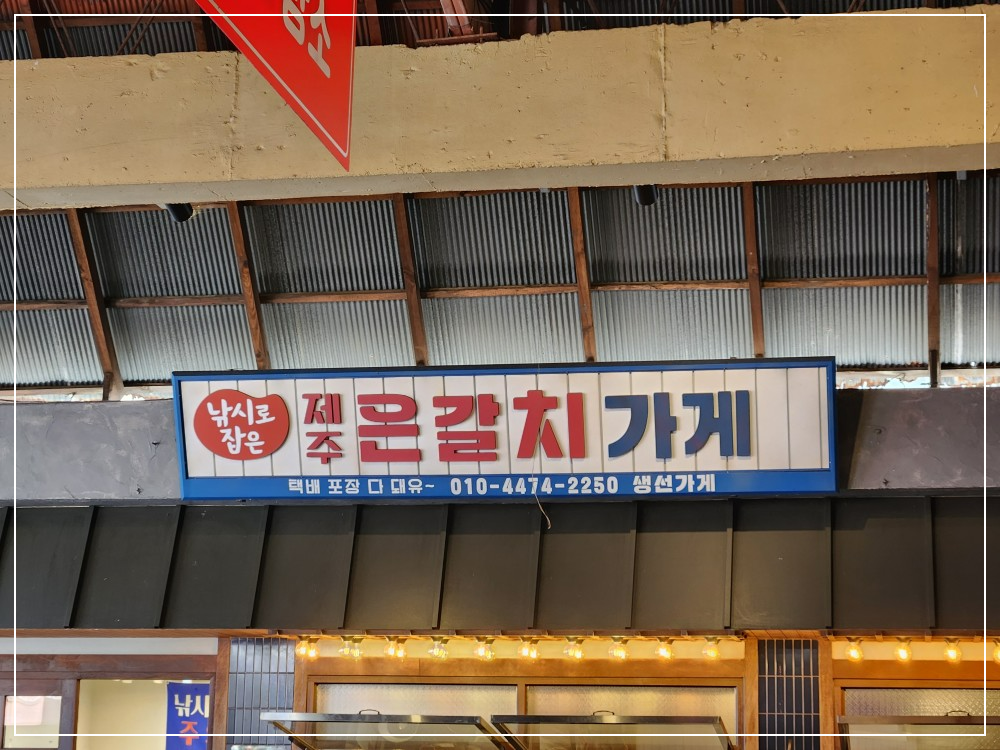 낚시로
잡은
제주
은갈치가게
택배 포장 다 돼유~ 010-4474-2250 생선가게
낚시
주